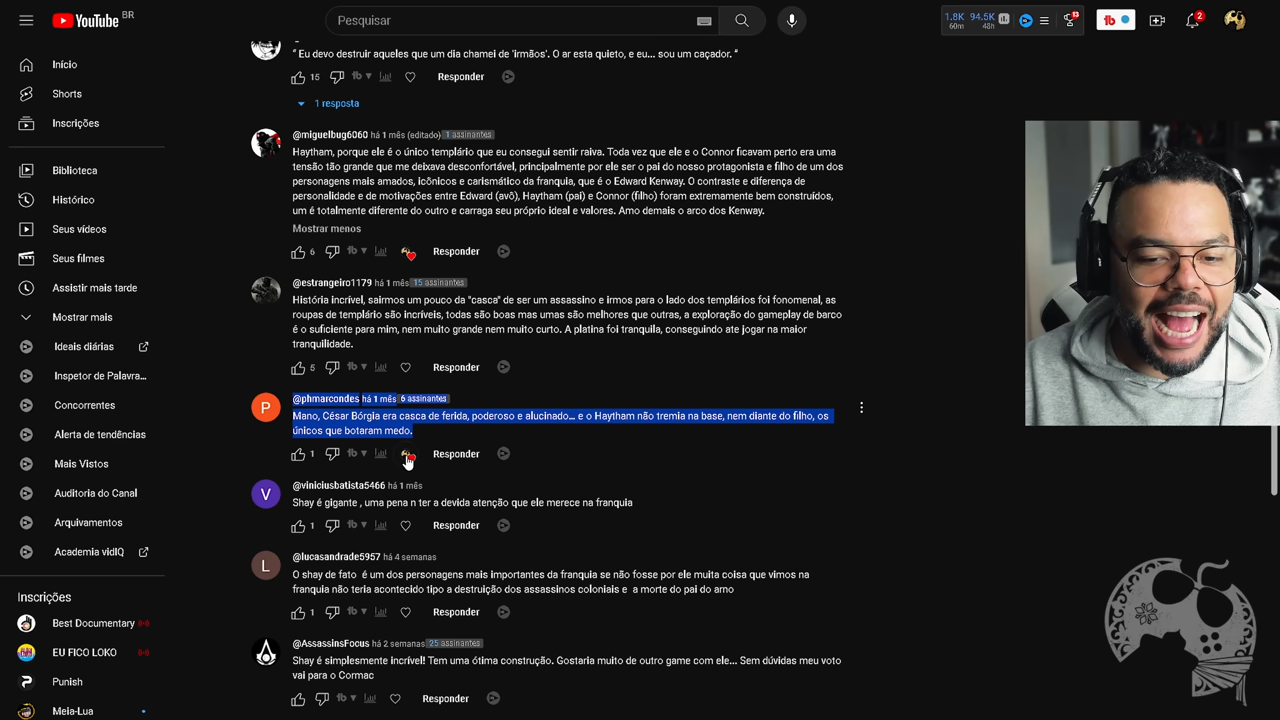 YouTube BR
Pesquisar
1.8K 94.5K
60m 48h
13
tb
2
Início
Shorts
Inscrições
Biblioteca
Histórico
Seus vídeos
Seus filmes
Assistir mais tarde
Mostrar mais
Ideais diárias
Inspetor de Palavra...
Concorrentes
Alerta de tendências
Mais Vistos
Auditoria do Canal
Arquivamentos
Academia vidIQ
Inscrições
Best Documentary
EU FICO LOKO
Punish
Meia-Lua
" Eu devo destruir aqueles que um dia chamei de 'irmãos'. O ar esta quieto, e eu... sou um caçador. "
15 tb Responder
1 resposta
@miguelbug6060 há 1 mês (editado) 1 assinantes
Haytham, porque ele é o único templário que eu consegui sentir raiva. Toda vez que ele e o Connor ficavam perto era uma
tensão tão grande que me deixava desconfortável, principalmente por ele ser o pai do nosso protagonista e filho de um dos
personagens mais amados, icônicos e carismático da franquia, que é o Edward Kenway. O contraste e diferença de
personalidade e de motivações entre Edward (avô), Haytham (pai) e Connor (filho) foram extremamente bem construídos,
um é totalmente diferente do outro e carraga seu próprio ideal e valores. Amo demais o arco dos Kenway.
Mostrar menos
6 tb Responder
@estrangeiro1179 há 1 mês 15 assinantes
História incrível, sairmos um pouco da "casca" de ser um assassino e irmos para o lado dos templários foi fonomenal, as
roupas de templário são incríveis, todas são boas mas umas são melhores que outras, a exploração do gameplay de barco
é o suficiente para mim, nem muito grande nem muito curto. A platina foi tranquila, conseguindo ate jogar na maior
tranquilidade.
5 tb Responder
P
@phmarcondes há 1 mês 6 assinantes
Mano, César Bórgia era casca de ferida, poderoso e alucinado... e o Haytham não tremia na base, nem diante do filho, os
únicos que botaram medo.
1 tb Responder
V
@viniciusbatista5466 há 1 mês
Shay é gigante , uma pena n ter a devida atenção que ele merece na franquia
1 tb Responder
L
@lucasandrade5957 há 4 semanas
O shay de fato é um dos personagens mais importantes da franquia se não fosse por ele muita coisa que vimos na
franquia não teria acontecido tipo a destruição dos assassinos coloniais e a morte do pai do arno
1 tb Responder
@AssassinsFocus há 2 semanas 25 assinantes
Shay é simplesmente incrível! Tem uma ótima construção. Gostaria muito de outro game com ele... Sem dúvidas meu voto
vai para o Cormac
tb Responder